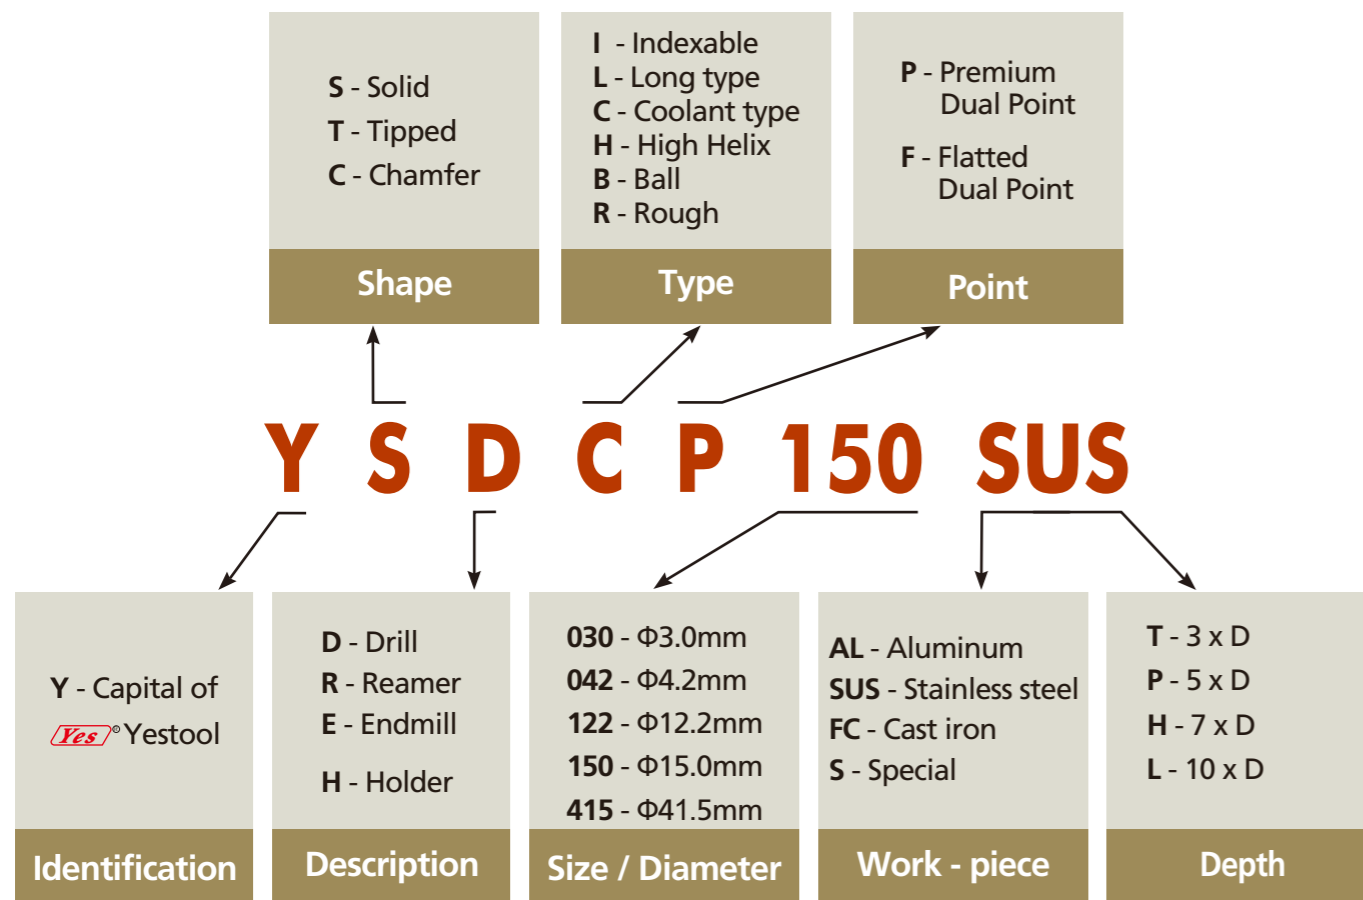 S - Solid
T - Tipped
C - Chamfer
Shape
I - Indexable
L - Long type
C - Coolant type
H - High Helix
B - Ball
R - Rough
Type
P - Premium
Dual Point
F - Flatted
Dual Point
Point
Y S D C P 150 SUS
Y - Capital of
Yes® Yestool
Identification
D - Drill
R - Reamer
E - Endmill
H - Holder
Description
030 - Φ3.0mm
042 - Φ4.2mm
122 - Φ12.2mm
150 - Φ15.0mm
415 - Φ41.5mm
Size / Diameter
AL - Aluminum
SUS - Stainless steel
FC - Cast iron
S - Special
Work - piece
T - 3 x D
P - 5 x D
H - 7 x D
L - 10 x D
Depth